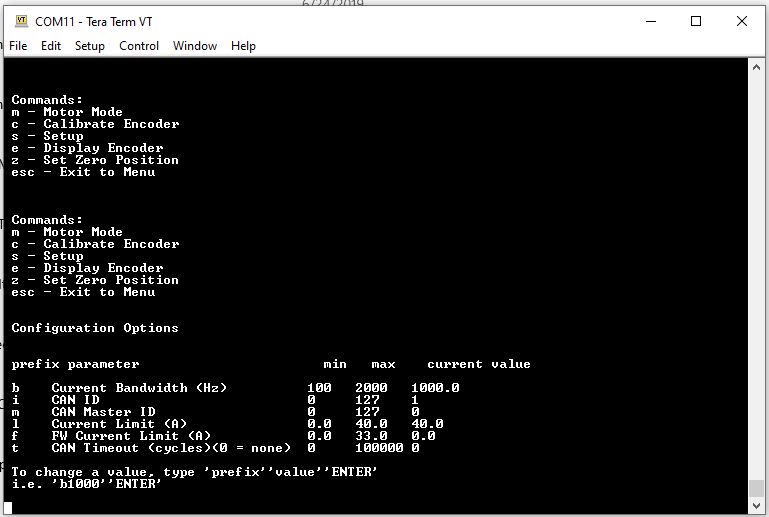 6/24/2019
COM11 - Tera Term VT
File Edit Setup Control Window Help
Commands:
m - Motor Mode
c - Calibrate Encoder
s - Setup
e - Display Encoder
z - Set Zero Position
esc - Exit to Menu
Commands:
m - Motor Mode
c - Calibrate Encoder
s - Setup
e - Display Encoder
z - Set Zero Position
esc - Exit to Menu
Configuration Options
prefix parameter min max current value
b Current Bandwidth (Hz) 100 2000 1000.0
i CAN ID 0 127 1
m CAN Master ID 0 127 0
l Current Limit (A) 0.0 40.0 40.0
f FW Current Limit (A) 0.0 33.0 0.0
t CAN Timeout (cycles)(0 = none) 0 100000 0
To change a value, type 'prefix''value''ENTER'
i.e. 'b1000''ENTER'